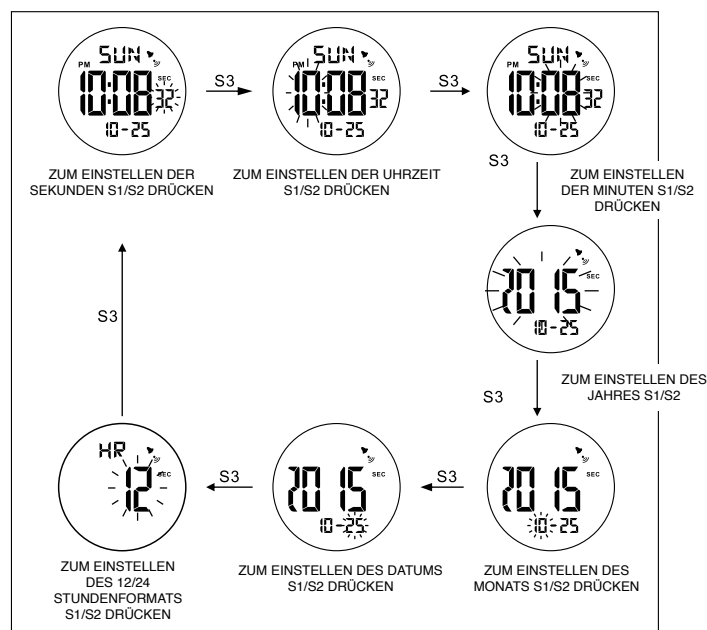 SUN
PM
10:08
SEC
32
10-25
S3
SUN
PM
10:08
SEC
32
10-25
S3
SUN
PM
10:08
SEC
32
10-25
ZUM EINSTELLEN DER
SEKUNDEN S1/S2 DRÜCKEN
ZUM EINSTELLEN DER UHRZEIT
S1/S2 DRÜCKEN
S3
ZUM EINSTELLEN
DER MINUTEN S1/S2
DRÜCKEN
2015
SEC
10-25
S3
S3
ZUM EINSTELLEN DES
JAHRES S1/S2
HR
12
SEC
S3
2015
SEC
10-25
S3
2015
SEC
10-25
ZUM EINSTELLEN
DES 12/24
STUNDENFORMATS
S1/S2 DRÜCKEN
ZUM EINSTELLEN DES DATUMS
S1/S2 DRÜCKEN
ZUM EINSTELLEN DES
MONATS S1/S2 DRÜCKEN